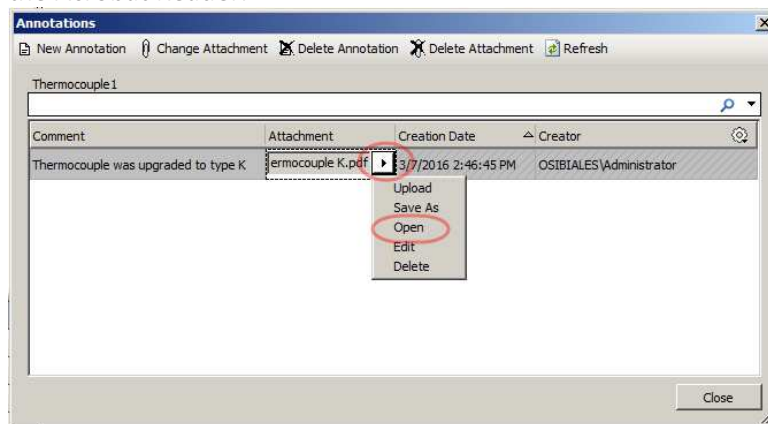 Annotations
New Annotation Change Attachment Delete Annotation Delete Attachment Refresh
Thermocouple1
Comment Attachment Creation Date Creator
Thermocouple was upgraded to type K ermocouple K.pdf 3/7/2016 2:46:45 PM OSIBIALES\Administrator
Upload
Save As
Open
Edit
Delete
Close